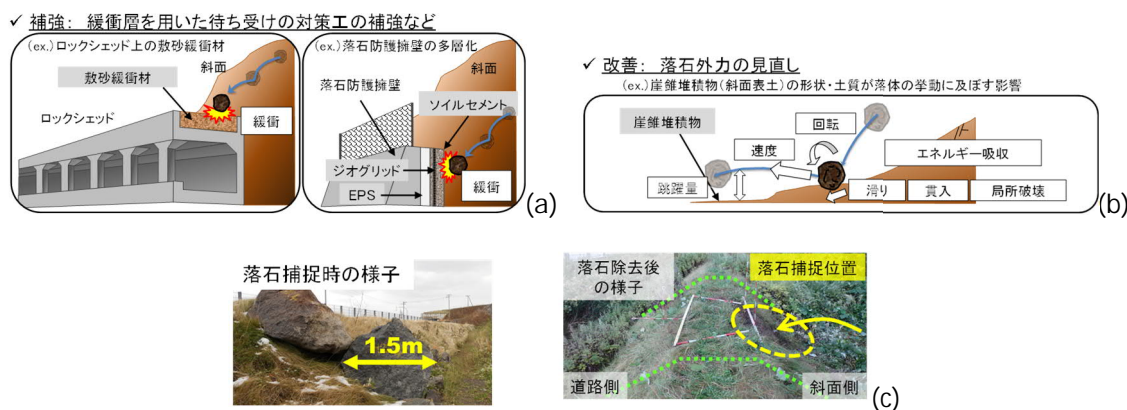 ✓ 補強： 緩衝層を用いた待ち受けの対策工の補強など
(ex.)ロックシェッド上の敷砂緩衝材
斜面
敷砂緩衝材
ロックシェッド
緩衝
(ex.)落石防護擁壁の多層化
斜面
落石防護擁壁
ソイルセメント
ジオグリッド
EPS
緩衝
(a)
✓ 改善： 落石外力の見直し
(ex.)崖錐堆積物(斜面表土)の形状・土質が落体の挙動に及ぼす影響
崖錐堆積物
回転
速度
エネルギー吸収
跳躍量
滑り
貫入
局所破壊
(b)
落石捕捉時の様子
1.5m
落石除去後
の様子
落石捕捉位置
道路側
斜面側
(c)